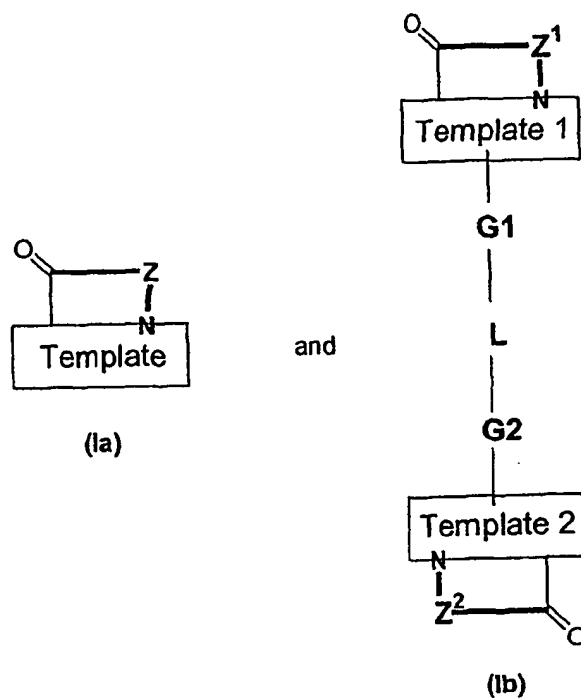 O
Z
N
Template
(Ia)
and
O
Z¹
N
Template 1
G1
L
G2
Template 2
N
Z²
O
(Ib)